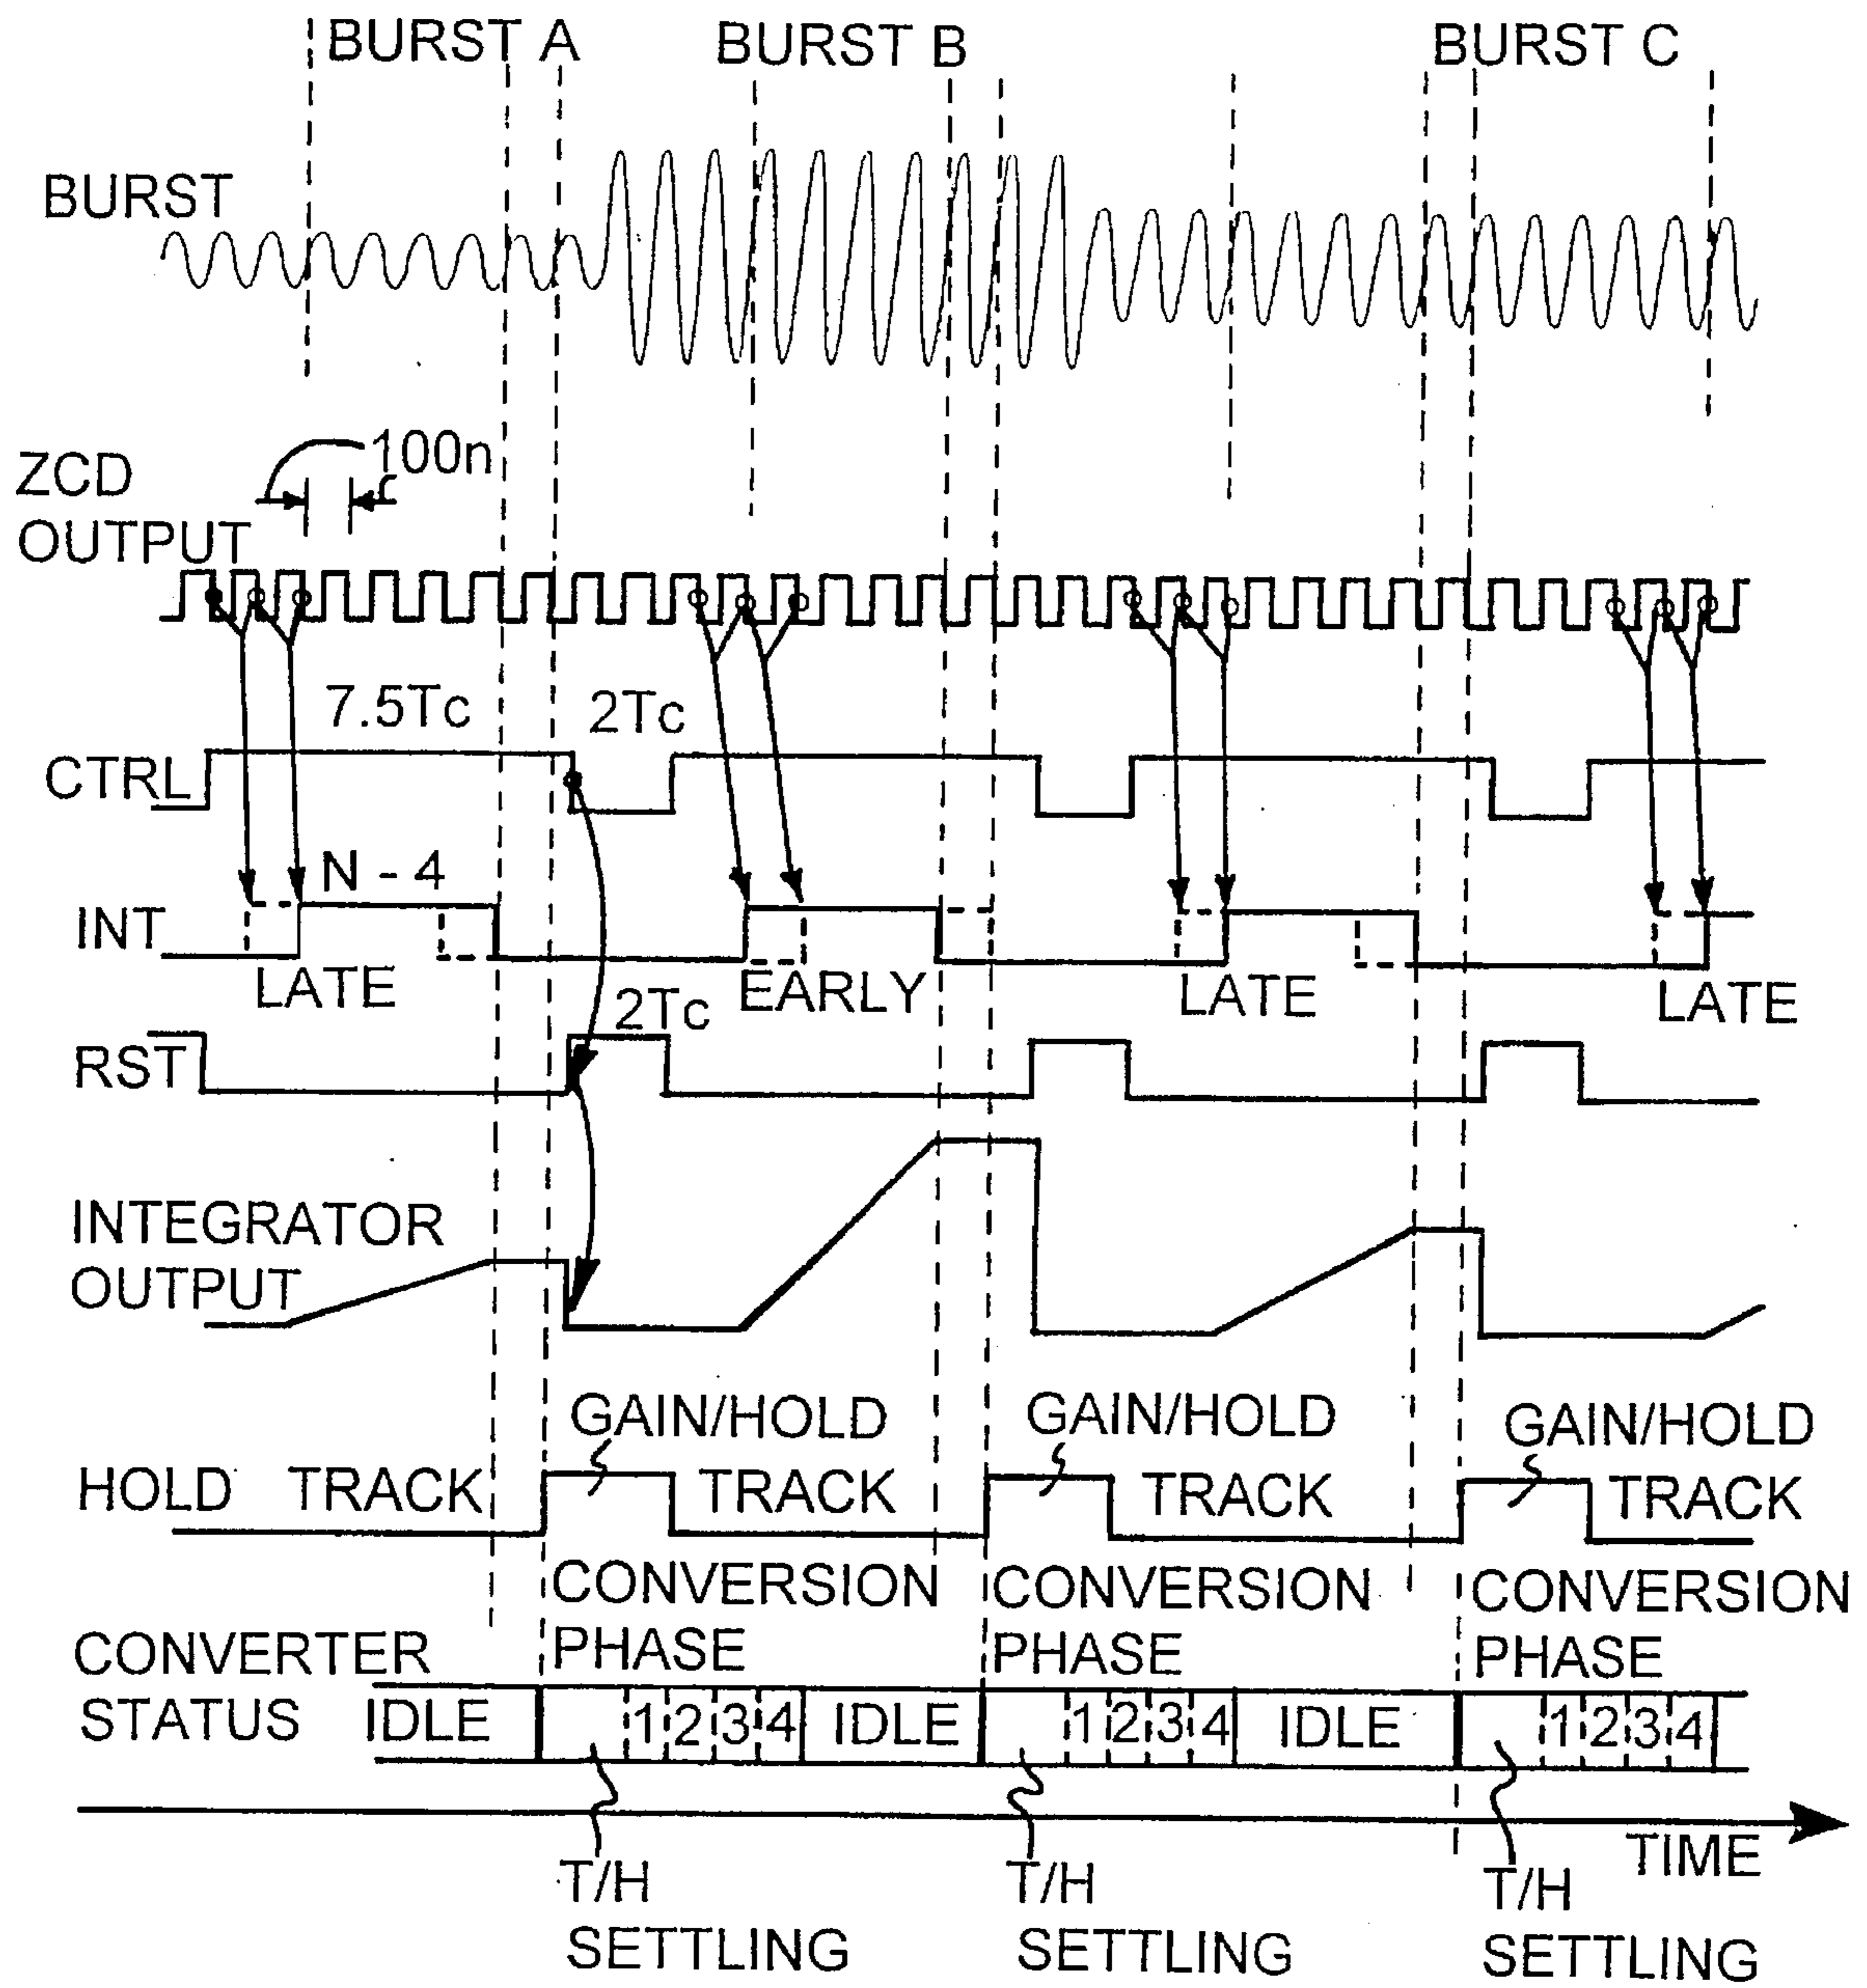 BURST A
BURST B
BURST C
BURST
ZCD
OUTPUT
100n
7.5Tc
2Tc
CTRL
N - 4
INT
LATE
EARLY
LATE
LATE
2Tc
RST
INTEGRATOR
OUTPUT
GAIN/HOLD
GAIN/HOLD
GAIN/HOLD
HOLD TRACK
TRACK
TRACK
TRACK
CONVERSION
PHASE
CONVERSION
PHASE
CONVERSION
PHASE
CONVERTER
STATUS
IDLE
1 2 3 4
IDLE
1 2 3 4
IDLE
1 2 3 4
TIME
T/H
SETTLING
T/H
SETTLING
T/H
SETTLING